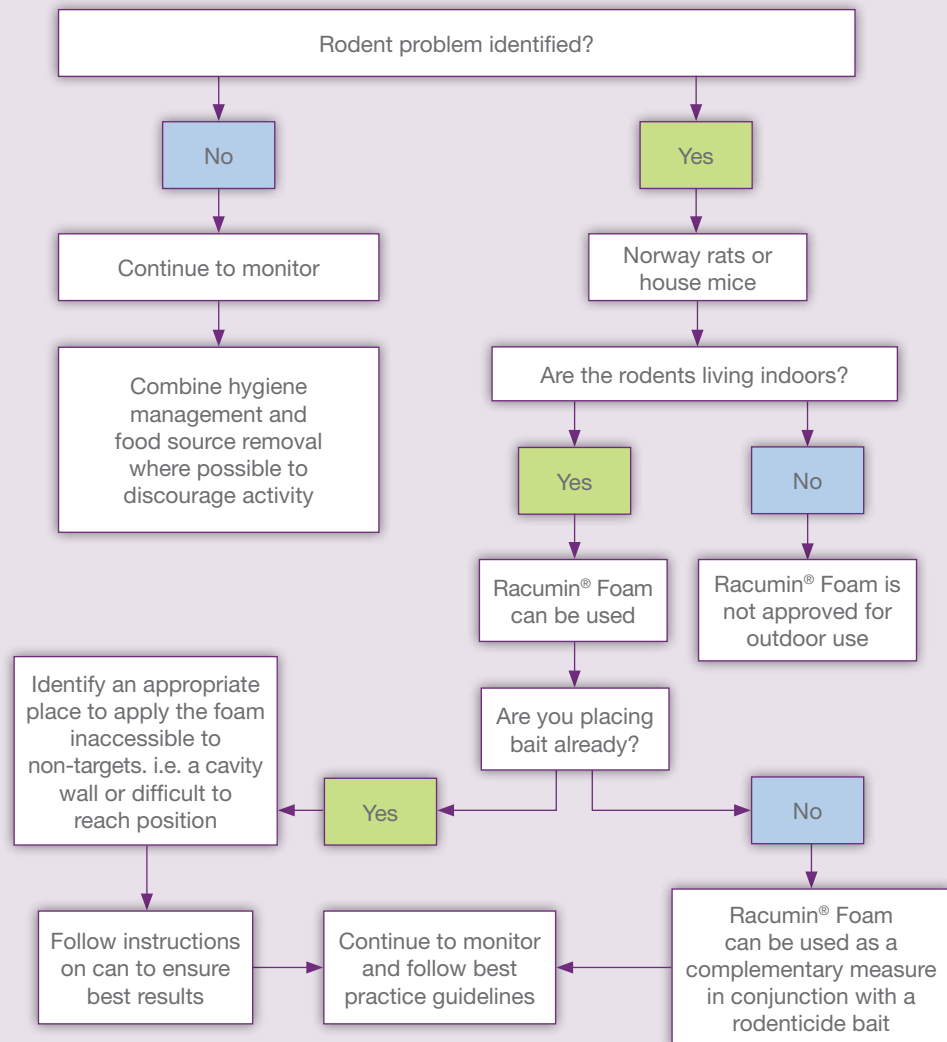 Rodent problem identified?
No
Yes
Continue to monitor
Norway rats or
house mice
Combine hygiene
management and
food source removal
where possible to
discourage activity
Are the rodents living indoors?
Yes
No
Racumin® Foam
can be used
Racumin® Foam is
not approved for
outdoor use
Identify an appropriate
place to apply the foam
inaccessible to
non-targets. i.e. a cavity
wall or difficult to
reach position
Are you placing
bait already?
Yes
No
Follow instructions
on can to ensure
best results
Continue to monitor
and follow best
practice guidelines
Racumin® Foam
can be used as a
complementary measure
in conjunction with a
rodenticide bait